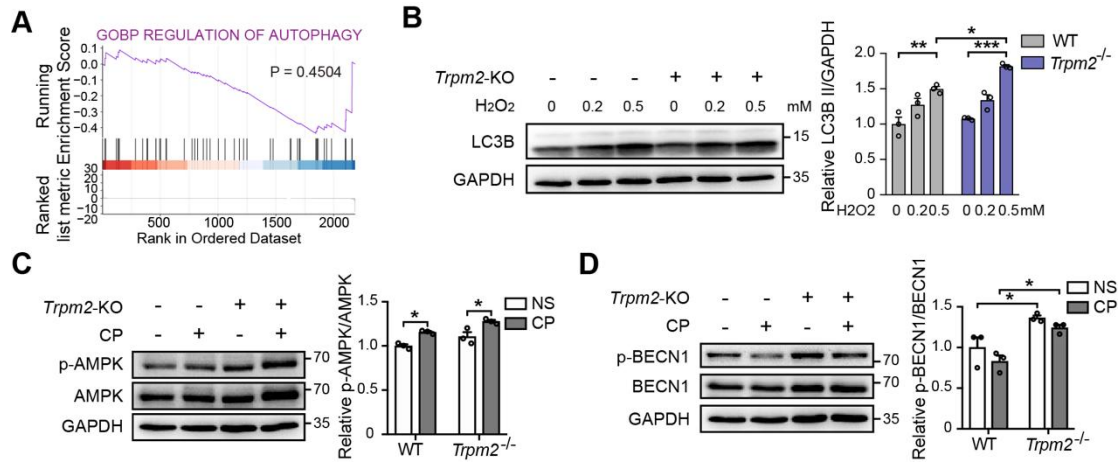 A
GOBP REGULATION OF AUTOPHAGY
Running
Enrichment Score
0.1
0.0
−0.1
−0.2
−0.3
−0.4
P = 0.4504
Ranked
list metric
30
20
10
0
−10
−20
500 1000 1500 2000
Rank in Ordered Dataset
B
Trpm2-KO - - - + + +
H2O2 0 0.2 0.5 0 0.2 0.5 mM
LC3B
15
GAPDH
35
Relative LC3B II/GAPDH
2.0
1.5
1.0
0.5
0
** * ***
WT
Trpm2-/-
H2O2 0 0.2 0.5 0 0.2 0.5 mM
C
Trpm2-KO - - + +
CP - + - +
p-AMPK 70
AMPK 70
GAPDH 35
Relative p-AMPK/AMPK
1.5
1.0
0.5
0
* *
NS
CP
WT Trpm2-/-
D
Trpm2-KO - - + +
CP - + - +
p-BECN1 70
BECN1 70
GAPDH 35
Relative p-BECN1/BECN1
1.5
1.0
0.5
0
* *
NS
CP
WT Trpm2-/-